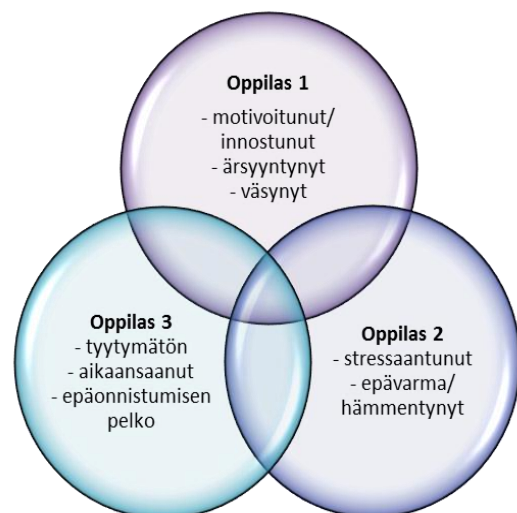 Oppilas 1
- motivoitunut/
innostunut
- ärsyyntynyt
- väsynyt
Oppilas 3
- tyytymätön
- aikaansaanut
- epäonnistumisen
pelko
Oppilas 2
- stressaantunut
- epävarma/
hämmentynyt